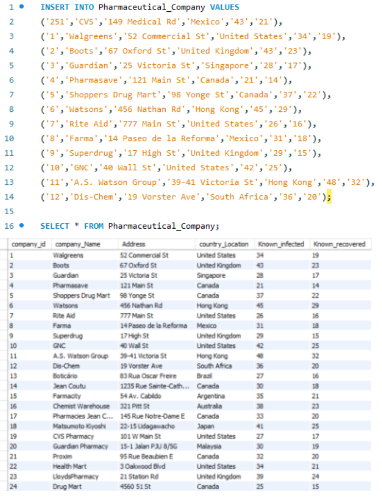 1 INSERT INTO Pharmaceutical_Company VALUES
2 ('251','CVS','149 Medical Rd','Mexico','43','21'),
3 ('1','Walgreens','52 Commercial St','United States','34','19'),
4 ('2','Boots','67 Oxford St','United Kingdom','43','23'),
5 ('3','Guardian','25 Victoria St','Singapore','28','17'),
6 ('4','Pharmasave','121 Main St','Canada','21','14'),
7 ('5','Shoppers Drug Mart','98 Yonge St','Canada','37','22'),
8 ('6','Watsons','456 Nathan Rd','Hong Kong','45','29'),
9 ('7','Rite Aid','777 Main St','United States','26','16'),
10 ('8','Farma','14 Paseo de la Reforma','Mexico','31','18'),
11 ('9','Superdrug','17 High St','United Kingdom','29','15'),
12 ('10','GNC','40 Wall St','United States','42','25'),
13 ('11','A.S. Watson Group','39-41 Victoria St','Hong Kong','48','32'),
14 ('12','Dis-Chem','19 Vorster Ave','South Africa','36','20');
15
16 SELECT * FROM Pharmaceutical_Company;
company_id company_Name Address country_Location Known_infected Known_recovered
1 Walgreens 52 Commercial St United States 34 19
2 Boots 67 Oxford St United Kingdom 43 23
3 Guardian 25 Victoria St Singapore 28 17
4 Pharmasave 121 Main St Canada 21 14
5 Shoppers Drug Mart 98 Yonge St Canada 37 22
6 Watsons 456 Nathan Rd Hong Kong 45 29
7 Rite Aid 777 Main St United States 26 16
8 Farma 14 Paseo de la Reforma Mexico 31 18
9 Superdrug 17 High St United Kingdom 29 15
10 GNC 40 Wall St United States 42 25
11 A.S. Watson Group 39-41 Victoria St Hong Kong 48 32
12 Dis-Chem 19 Vorster Ave South Africa 36 20
13 Boticário 83 Rua Oscar Freire Brazil 27 16
14 Jean Coutu 1235 Rue Sainte-Cath... Canada 30 18
15 Farmacity 54 Av. Cabildo Argentina 35 21
16 Chemist Warehouse 321 Pitt St Australia 38 23
17 Pharmacies Jean C... 145 Rue Notre-Dame E Canada 33 20
18 Matsumoto Kiyoshi 22-15 Udagawacho Japan 41 25
19 CVS Pharmacy 101 W Main St United States 27 17
20 Guardian Pharmacy 15-1 Jalan PJU 8/5G Malaysia 30 19
21 Proxim 95 Rue Beaubien E Canada 32 20
22 Health Mart 3 Oakwood Blvd United States 34 21
23 LloydsPharmacy 21 Station Rd United Kingdom 39 24
24 Drug Mart 4560 51 St Canada 25 15